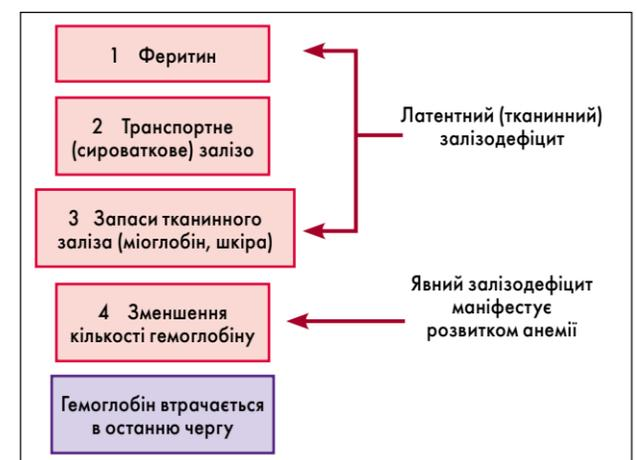 1 Феритин
2 Транспортне
(сироваткове) залізо
3 Запаси тканинного
заліза (міоглобін, шкіра)
Латентний (тканинний)
залізодефіцит
4 Зменшення
кількості гемоглобіну
Явний залізодефіцит
маніфестує
розвитком анемії
Гемоглобін втрачається
в останню чергу